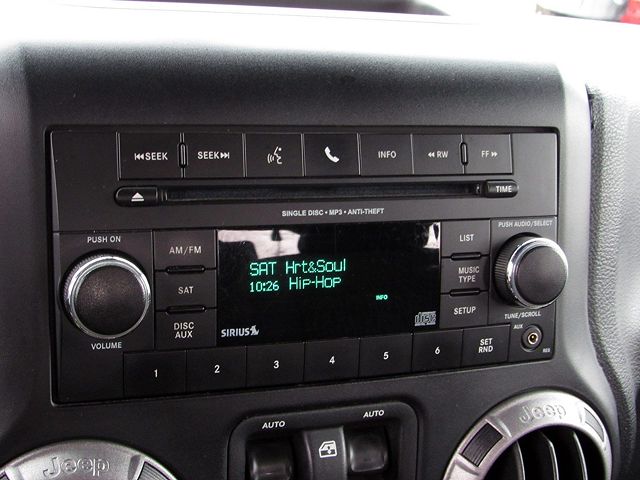 SEEK SEEK INFO RW FF
TIME
SINGLE DISC • MP3 • ANTI-THEFT
PUSH ON
VOLUME
AM/FM
SAT
DISC AUX
SAT Hrt&Soul
10:26 Hip-Hop
INFO
SIRIUS
disc
LIST
MUSIC TYPE
SETUP
PUSH AUDIO/SELECT
TUNE/SCROLL
AUX
RES
1 2 3 4 5 6 SET RND
AUTO AUTO
Jeep Jeep